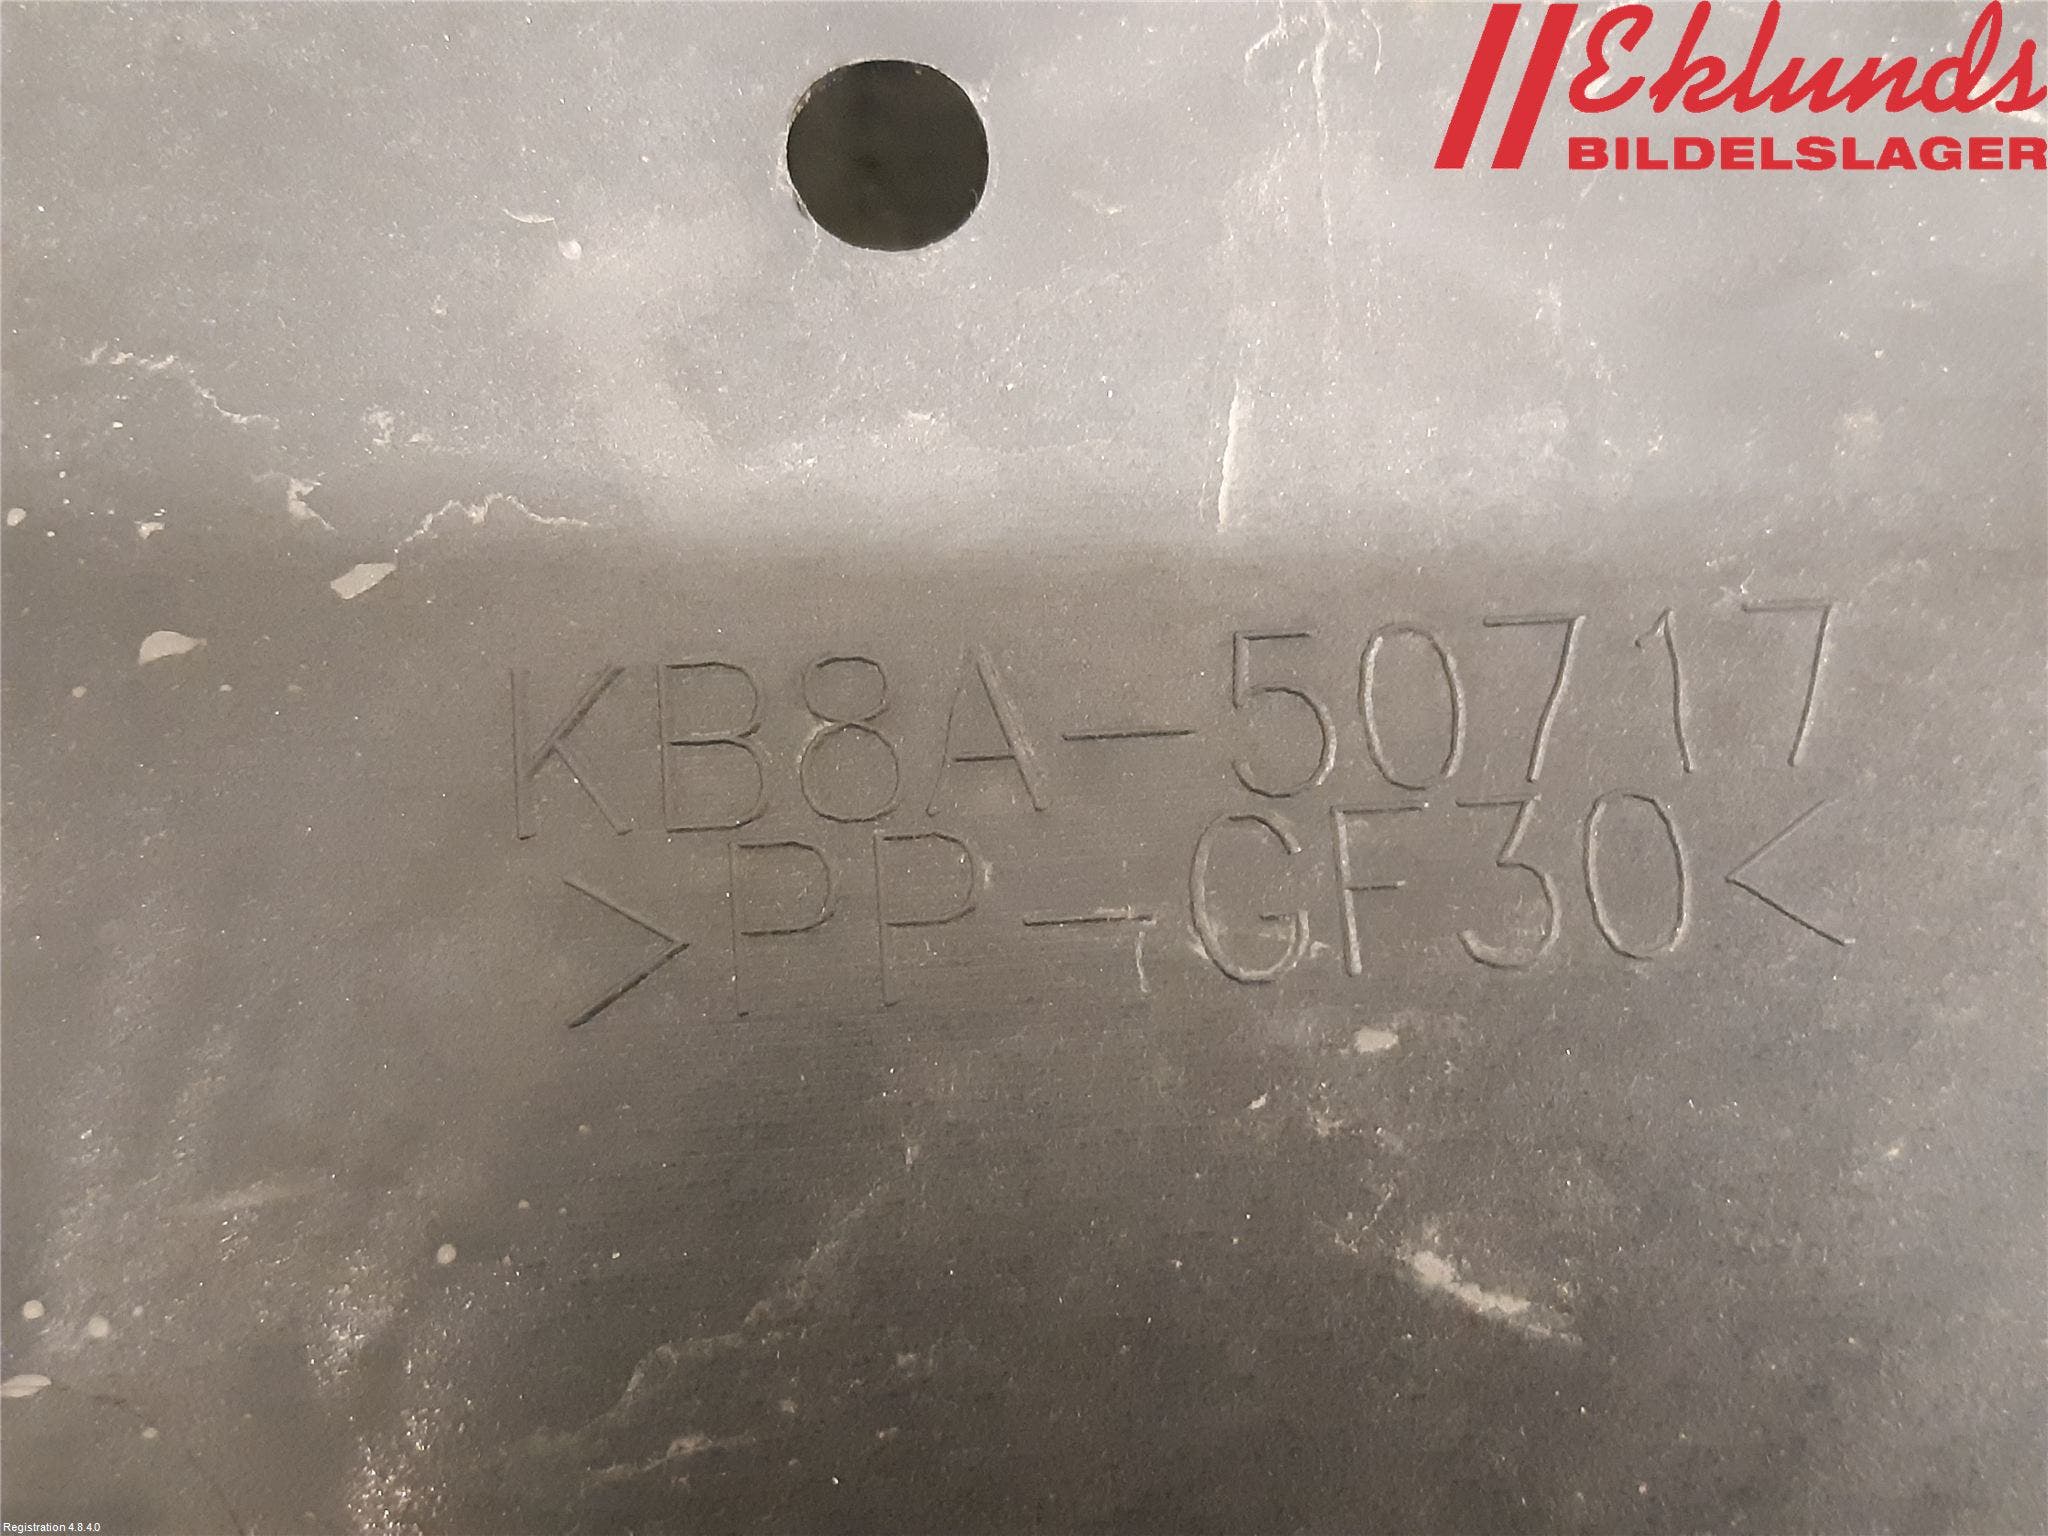 Eklunds
BILDELSLAGER
KB8A-50717
>PP-GF30<
Registration 4.8.4.0